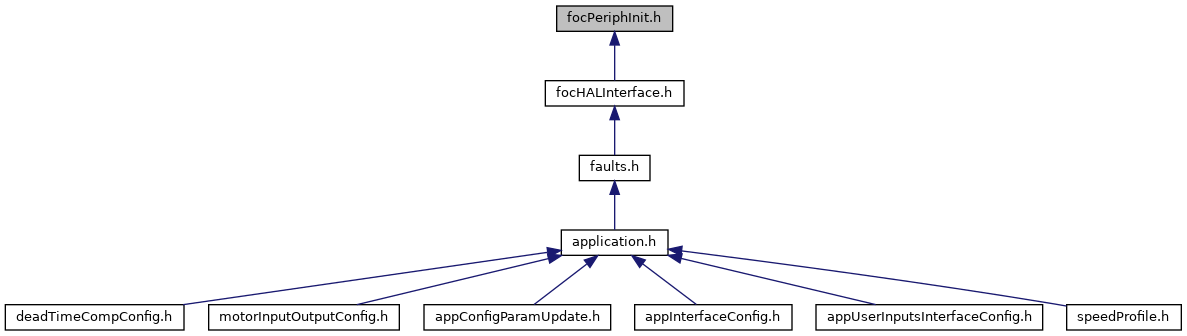 focPeriphInit.h
focHALInterface.h
faults.h
application.h
deadTimeCompConfig.h
motorInputOutputConfig.h
appConfigParamUpdate.h
appInterfaceConfig.h
appUserInputsInterfaceConfig.h
speedProfile.h